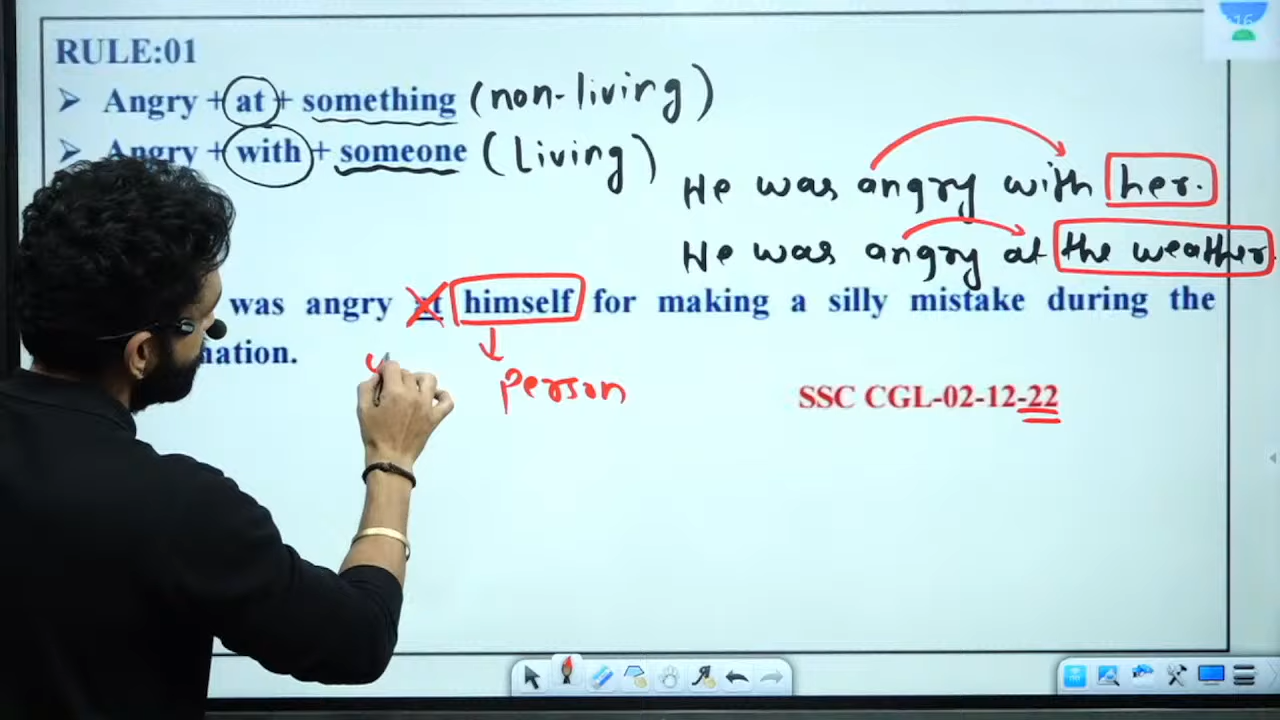 RULE:01
➤ Angry + at + something (non-living)
➤ Angry + with + someone (living)
He was angry with her.
He was angry at the weather
was angry at himself for making a silly mistake during the
nation.
person
SSC CGL-02-12-22